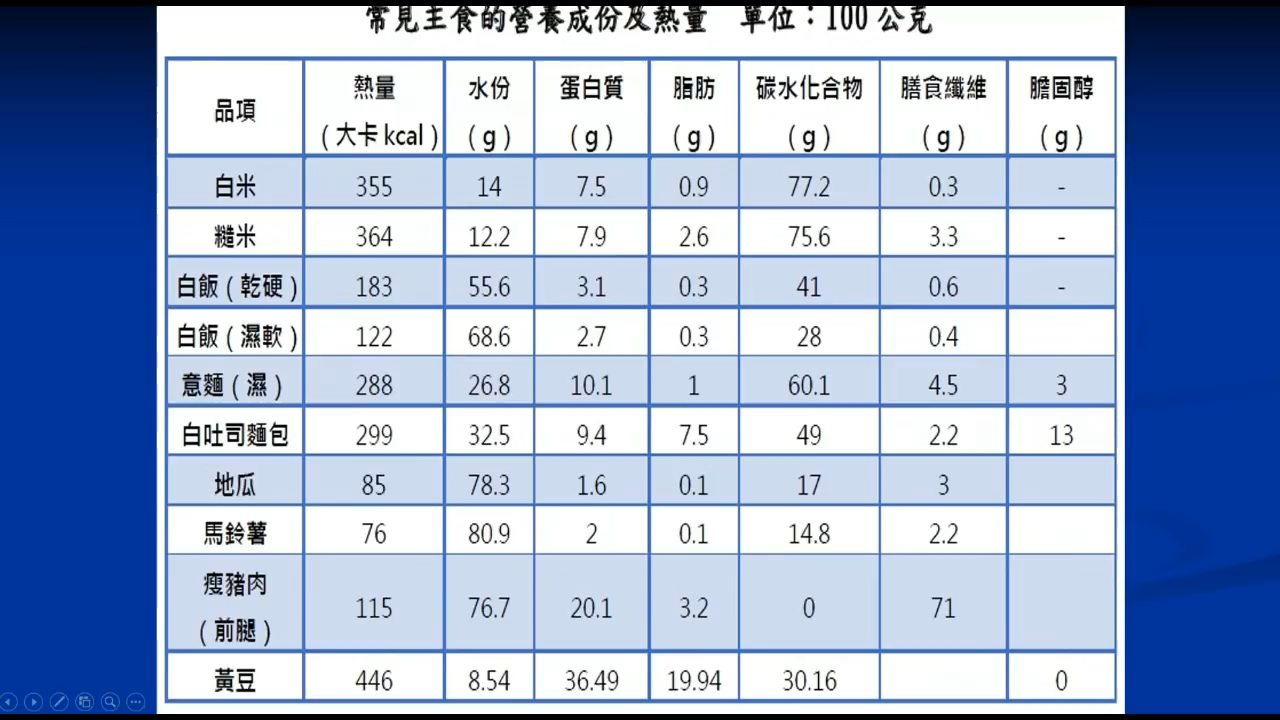 常見主食的營養成份及熱量 單位：100 公克
品項 熱量（大卡 kcal） 水份（g） 蛋白質（g） 脂肪（g） 碳水化合物（g） 膳食纖維（g） 膽固醇（g）
白米 355 14 7.5 0.9 77.2 0.3 -
糙米 364 12.2 7.9 2.6 75.6 3.3 -
白飯（乾硬） 183 55.6 3.1 0.3 41 0.6 -
白飯（濕軟） 122 68.6 2.7 0.3 28 0.4
意麵（濕） 288 26.8 10.1 1 60.1 4.5 3
白吐司麵包 299 32.5 9.4 7.5 49 2.2 13
地瓜 85 78.3 1.6 0.1 17 3
馬鈴薯 76 80.9 2 0.1 14.8 2.2
瘦豬肉（前腿） 115 76.7 20.1 3.2 0 71
黃豆 446 8.54 36.49 19.94 30.16 0